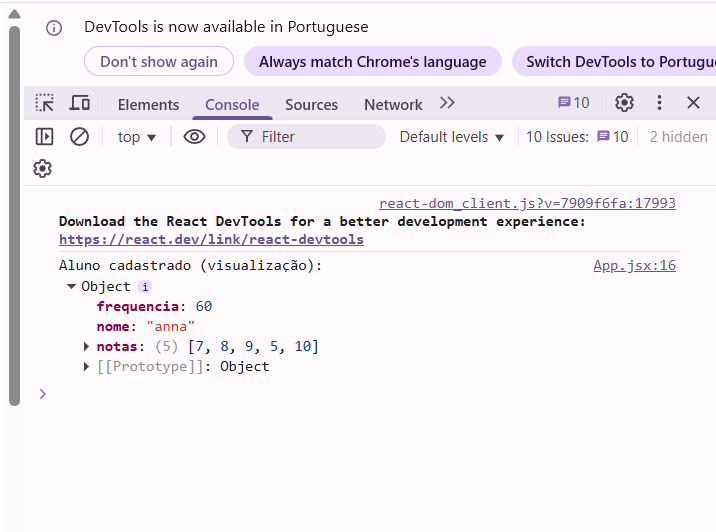 DevTools is now available in Portuguese
Don't show again Always match Chrome's language Switch DevTools to Portugu
Elements Console Sources Network 10
top Filter Default levels 10 Issues: 10 2 hidden
react-dom_client.js?v=7909f6fa:17993
Download the React DevTools for a better development experience:
https://react.dev/link/react-devtools
Aluno cadastrado (visualização): App.jsx:16
Object i
frequencia: 60
nome: "anna"
notas: (5) [7, 8, 9, 5, 10]
[[Prototype]]: Object